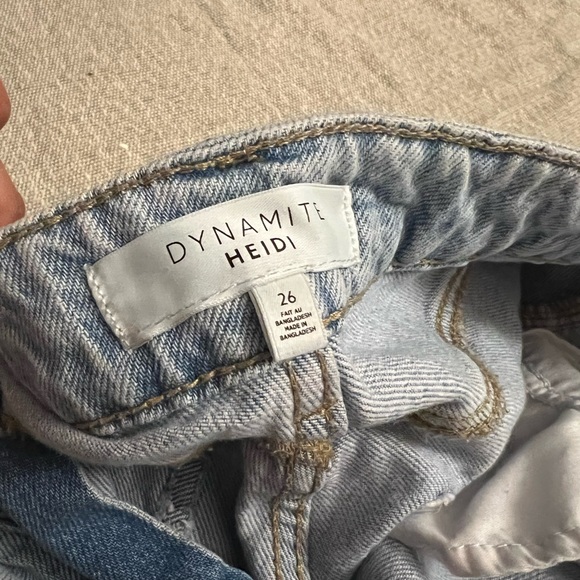 DYNAMITE
HEIDI
26
FAIT AU
BANGLADESH
MADE IN
BANGLADESH